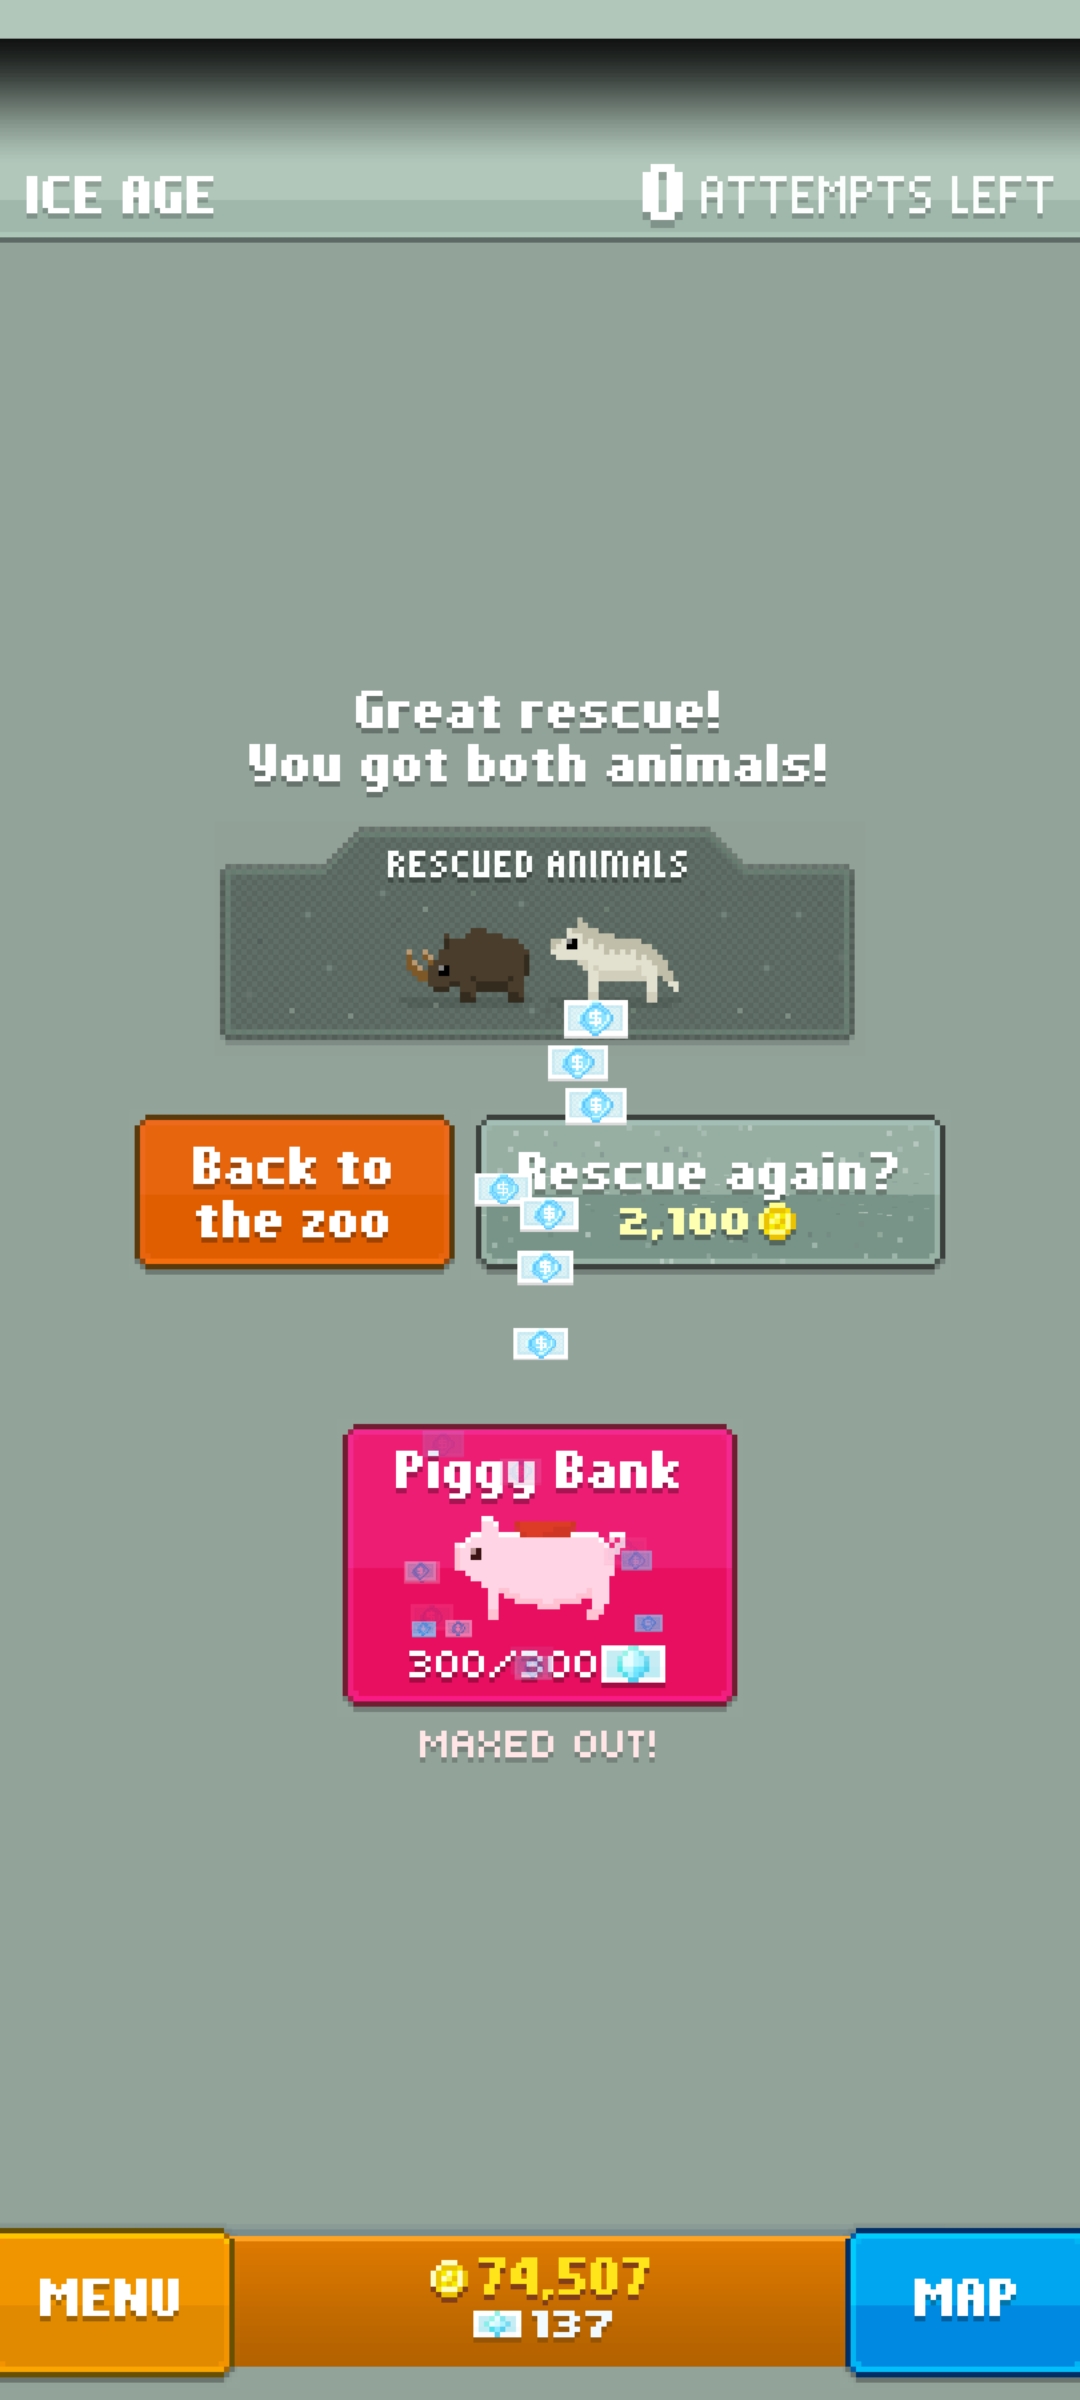 ICE AGE
0 ATTEMPTS LEFT
Great rescue!
You got both animals!
RESCUED ANIMALS
Back to
the zoo
Rescue again?
2,100
Piggy Bank
300/300
MAXED OUT!
MENU
74,507
137
MAP